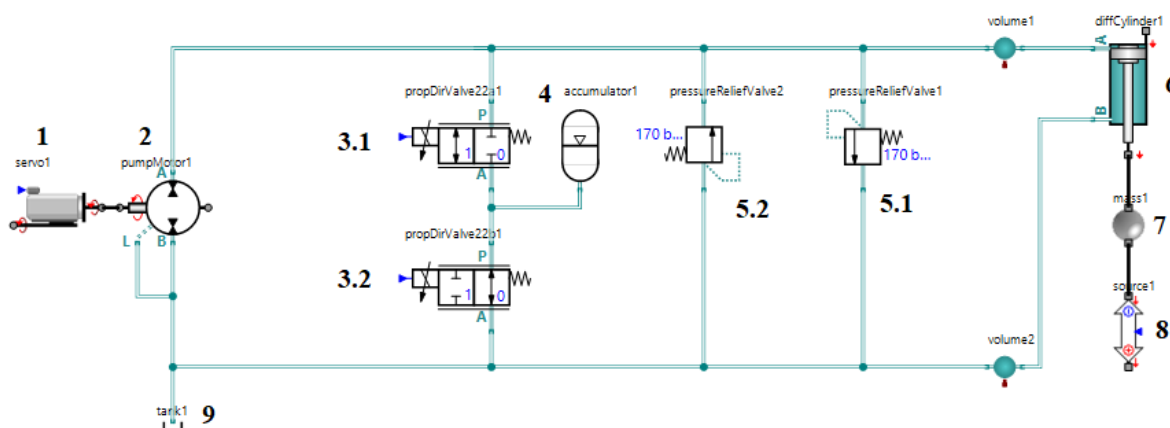 volume1
diffCylinder1
A
B
6
propDirValve22a1
4
accumulator1
pressureReliefValve2
pressureReliefValve1
1
2
servo1
pumpMotor1
A
L
B
3.1
P
1
0
A
170 b...
170 b...
5.2
5.1
mass1
7
propDirValve22b1
3.2
P
1
0
A
source1
8
volume2
tank1
9